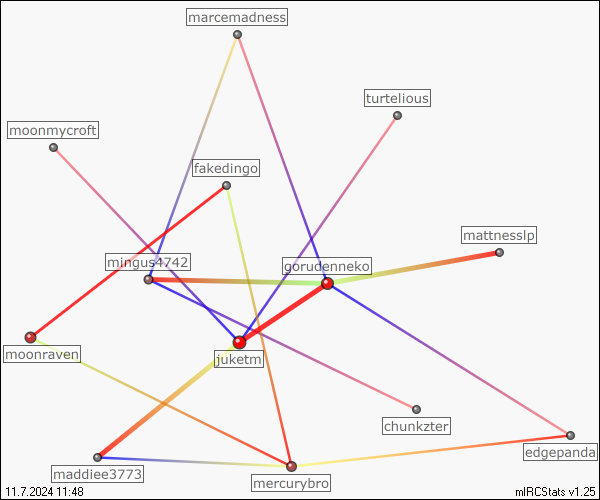 marcemadness
turtelious
moonmycroft
fakedingo
mattnesslp
mingus4742
gorudenneko
moonraven
juketm
chunkzter
edgepanda
maddiee3773
mercurybro
11.7.2024 11:48
mIRCStats v1.25